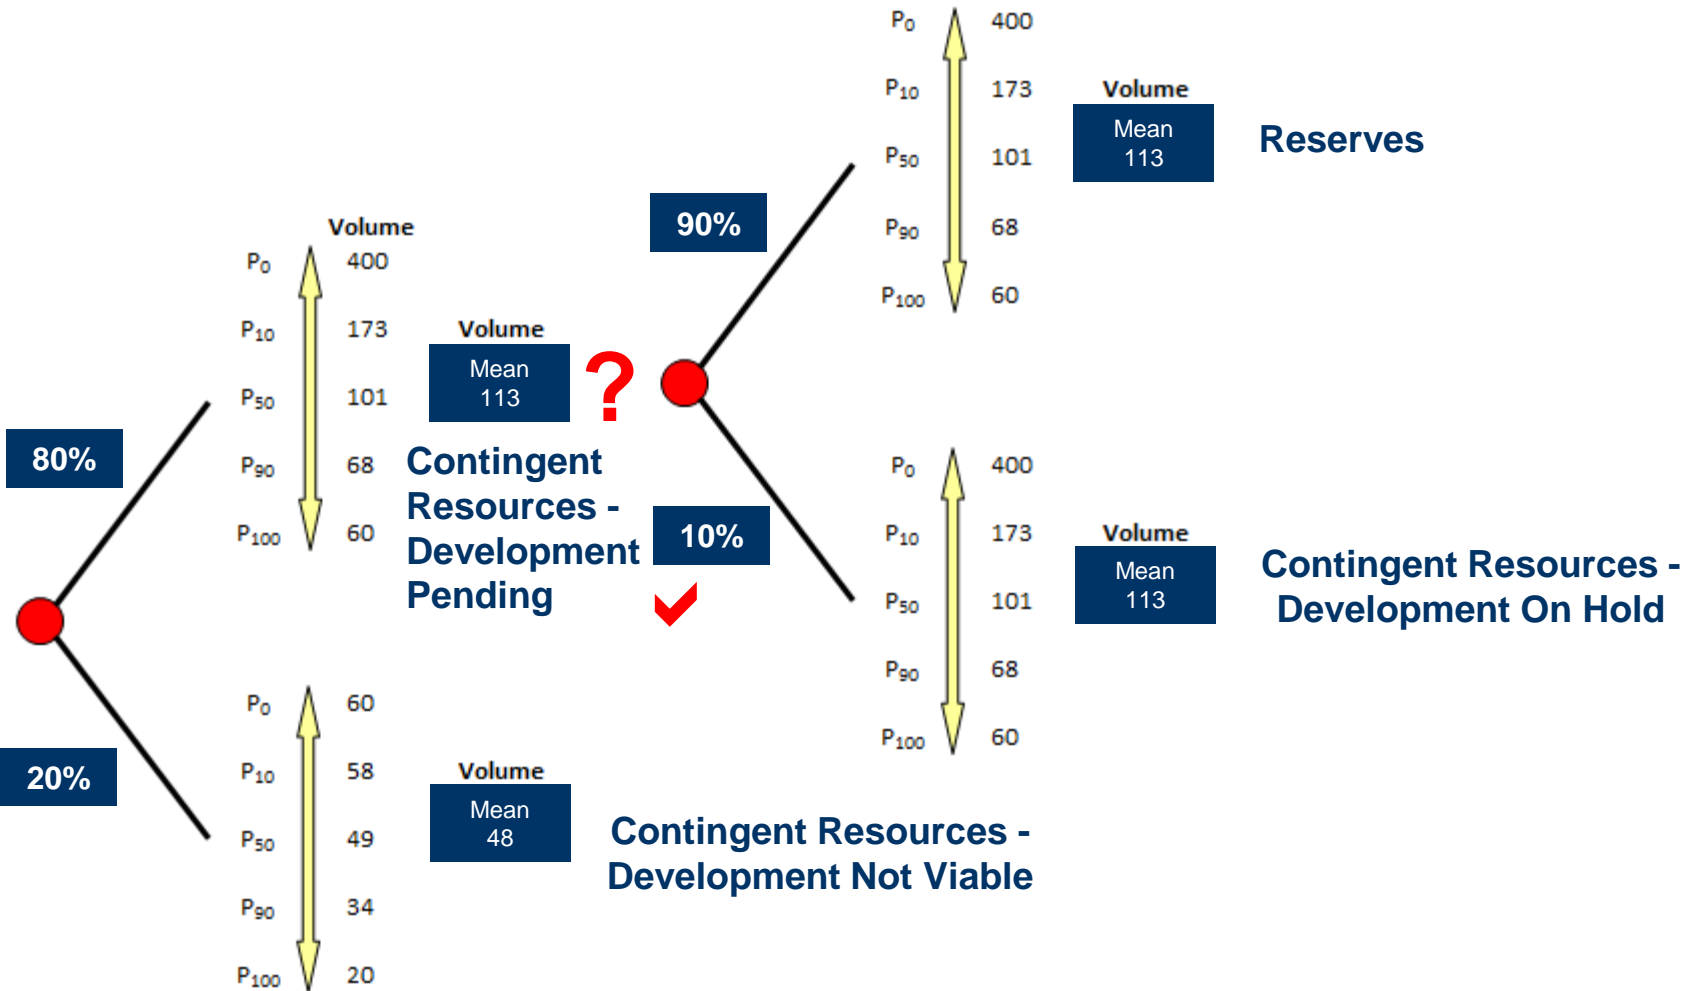 P0 400
P10 173
P50 101
P90 68
P100 60
Volume
Mean
113
Reserves
90%
Volume
P0 400
P10 173
P50 101
P90 68
P100 60
Volume
Mean
113
?
80%
Contingent
Resources -
Development
Pending
10%
P0 400
P10 173
P50 101
P90 68
P100 60
Volume
Mean
113
Contingent Resources -
Development On Hold
20%
P0 60
P10 58
P50 49
P90 34
P100 20
Volume
Mean
48
Contingent Resources -
Development Not Viable